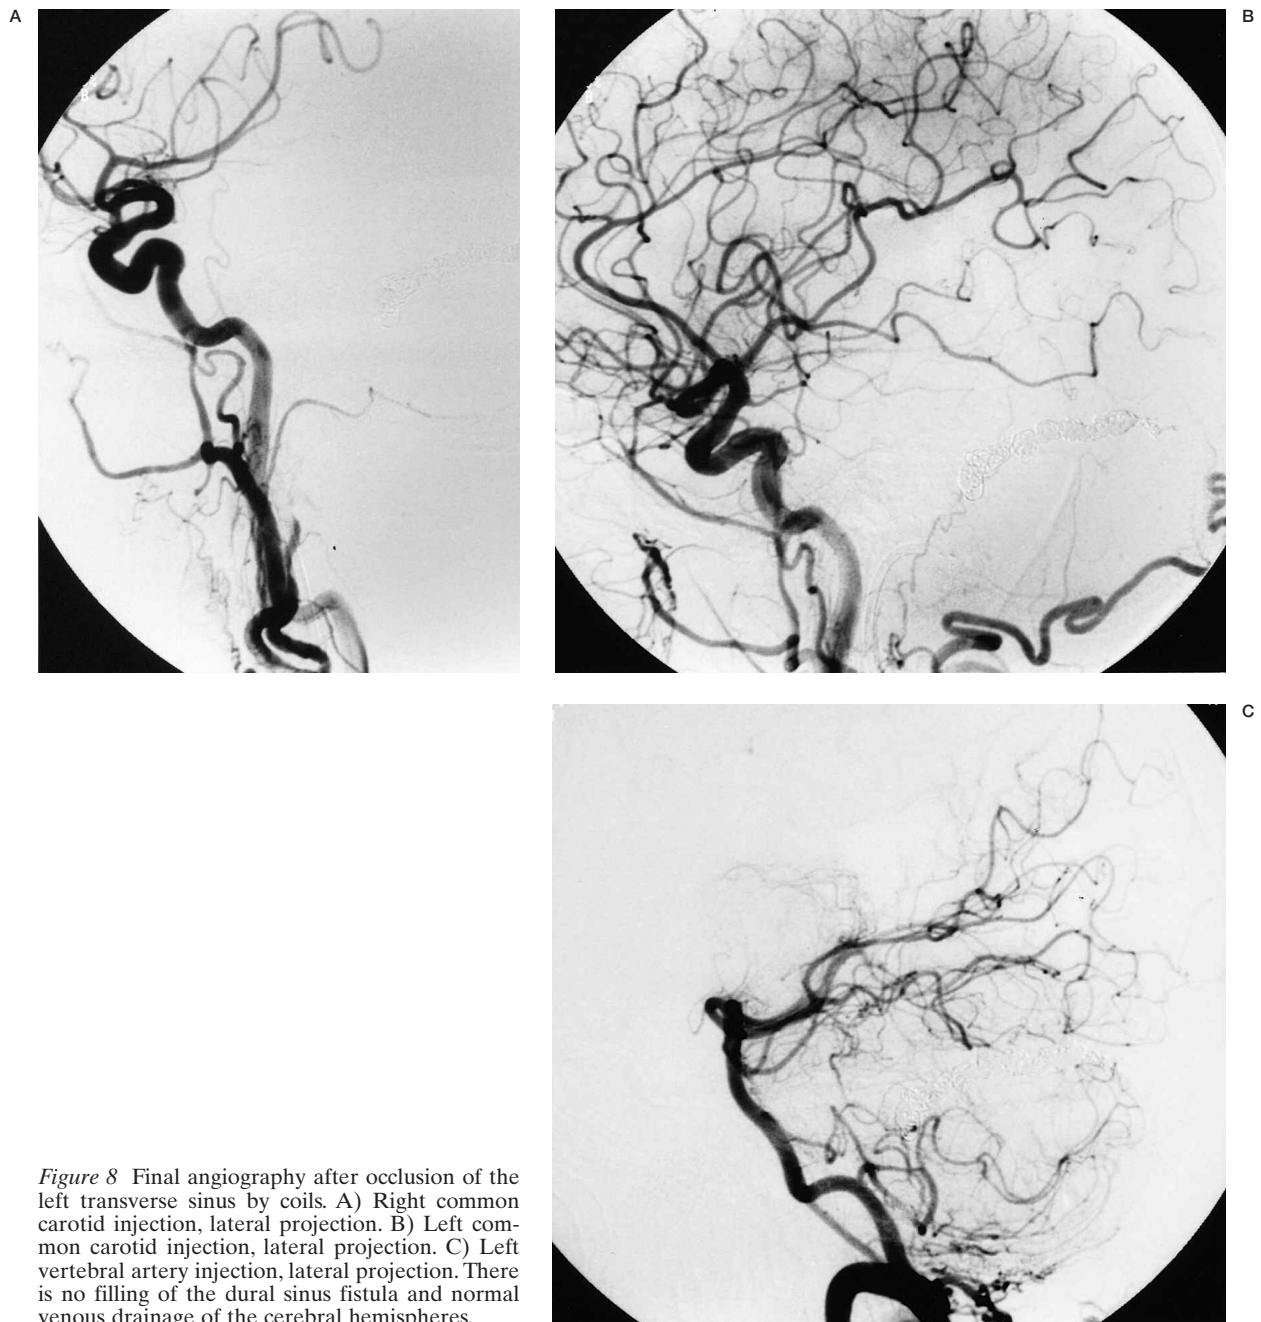 A
B
C
Figure 8 Final angiography after occlusion of the
left transverse sinus by coils. A) Right common
carotid injection, lateral projection. B) Left com-
mon carotid injection, lateral projection. C) Left
vertebral artery injection, lateral projection. There
is no filling of the dural sinus fistula and normal
venous drainage of the cerebral hemispheres.